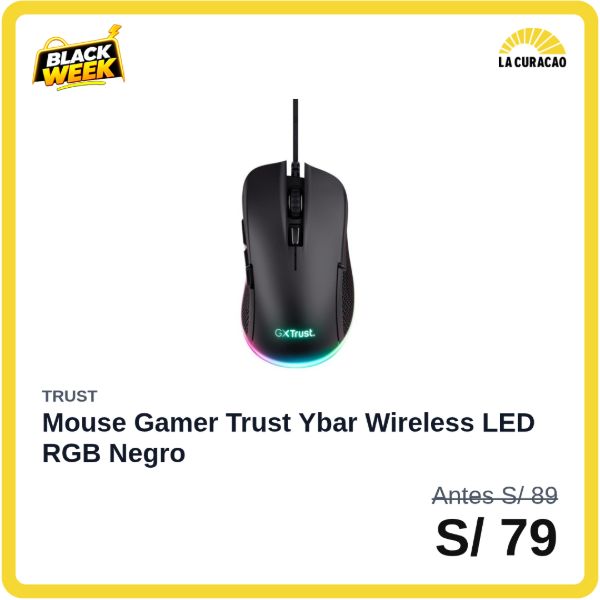 BLACK
WEEK
LA CURACAO
GXTrust.
TRUST
Mouse Gamer Trust Ybar Wireless LED
RGB Negro
Antes S/ 89
S/ 79